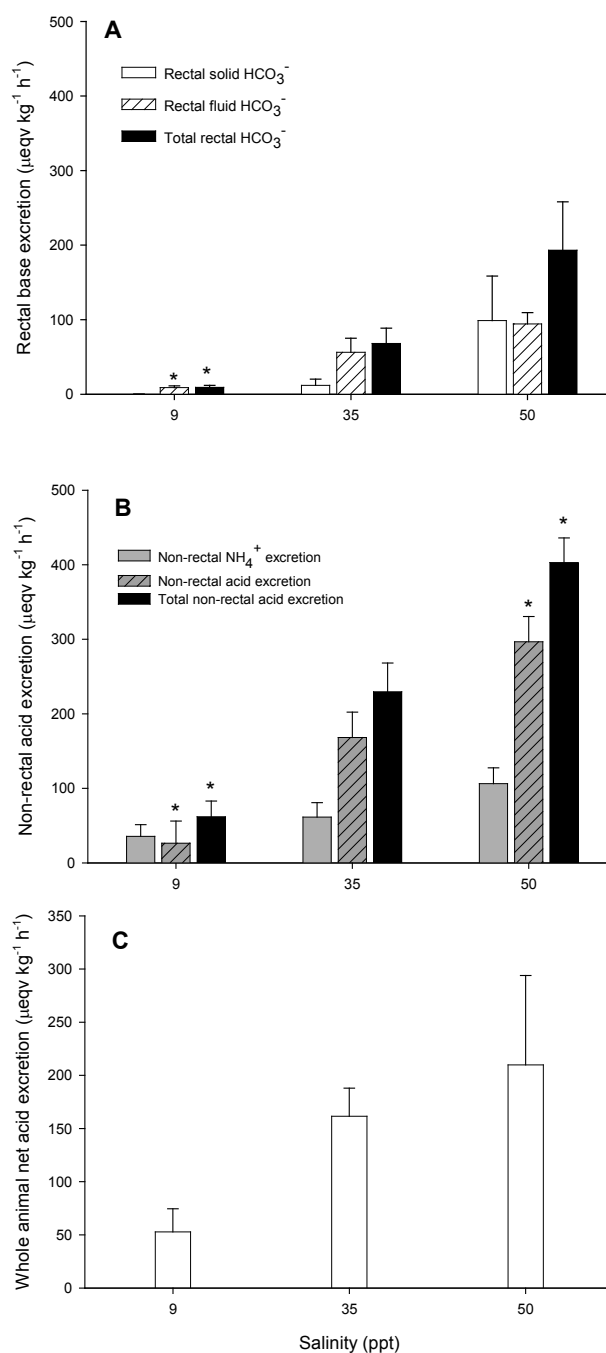 A
Rectal solid HCO₃⁻
Rectal fluid HCO₃⁻
Total rectal HCO₃⁻
Rectal base excretion (μeqv kg⁻¹ h⁻¹)
500
400
300
200
100
0
* *
9 35 50
B
Non-rectal NH₄⁺ excretion
Non-rectal acid excretion
Total non-rectal acid excretion
Non-rectal acid excretion (μeqv kg⁻¹ h⁻¹)
500
400
300
200
100
0
* *
* *
9 35 50
C
Whole animal net acid excretion (μeqv kg⁻¹ h⁻¹)
350
300
250
200
150
100
50
0
9 35 50
Salinity (ppt)